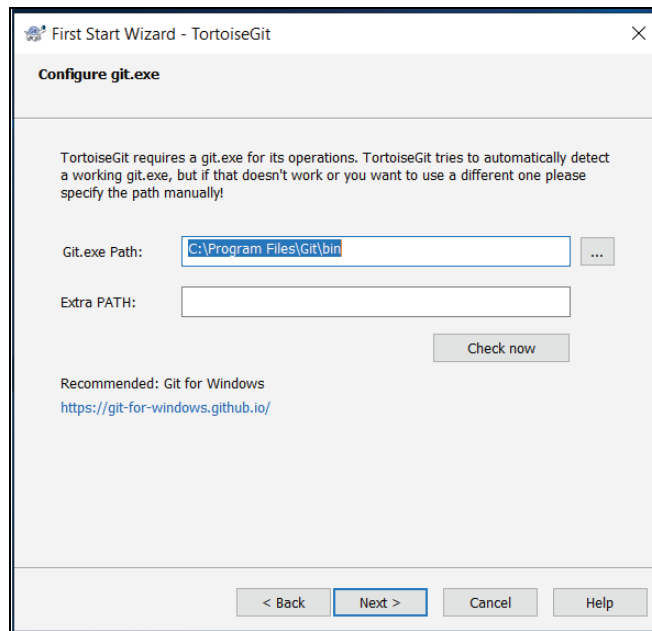 First Start Wizard - TortoiseGit
Configure git.exe
TortoiseGit requires a git.exe for its operations. TortoiseGit tries to automatically detect
a working git.exe, but if that doesn't work or you want to use a different one please
specify the path manually!
Git.exe Path:
C:\Program Files\Git\bin
...
Extra PATH:
Check now
Recommended: Git for Windows
https://git-for-windows.github.io/
< Back
Next >
Cancel
Help